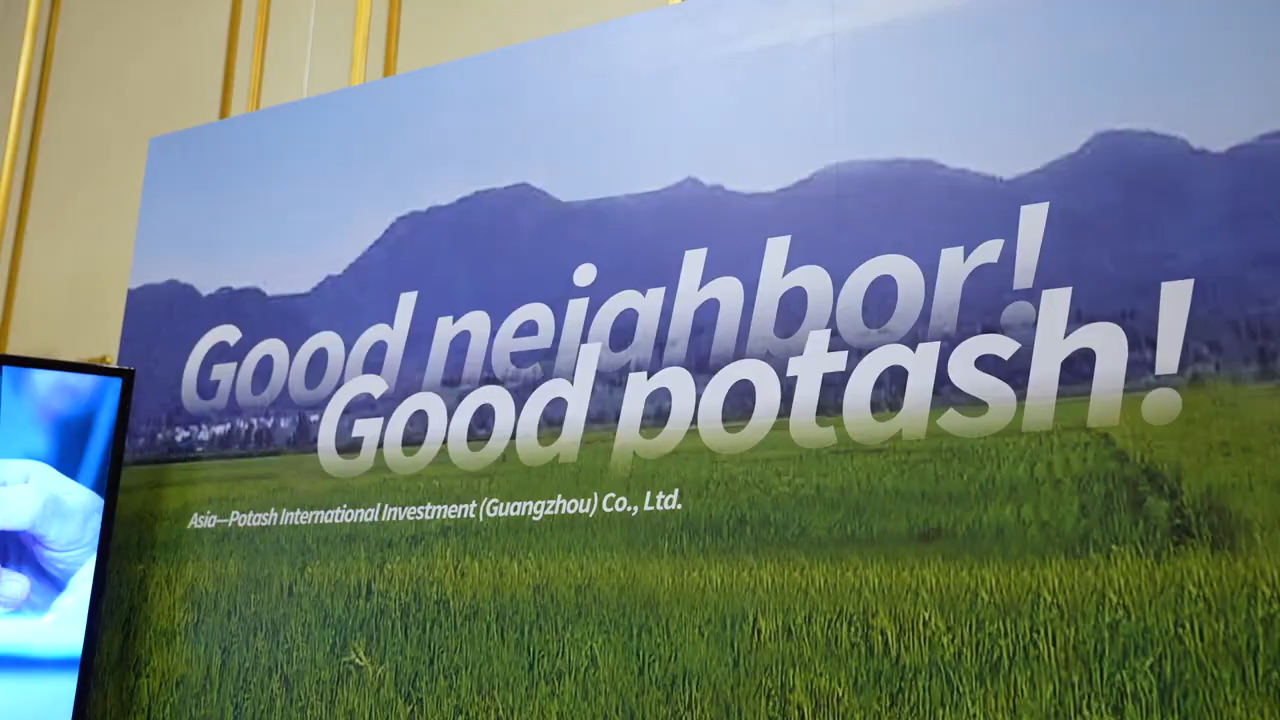 Good neighbor!
Good potash!
Asia—Potash International Investment (Guangzhou) Co., Ltd.